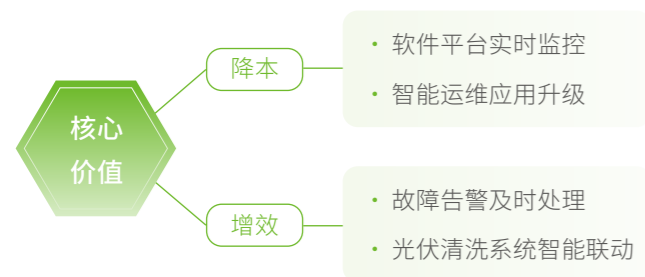 核心
价值
降本
• 软件平台实时监控
• 智能运维应用升级
增效
• 故障告警及时处理
• 光伏清洗系统智能联动